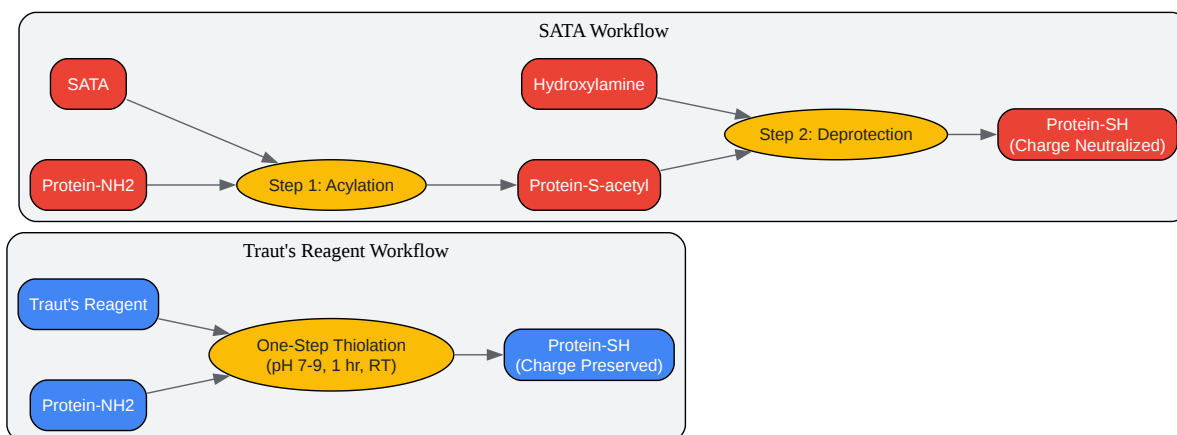 SATA Workflow
SATA
Hydroxylamine
Protein-NH2
Step 1: Acylation
Protein-S-acetyl
Step 2: Deprotection
Protein-SH
(Charge Neutralized)
Traut's Reagent Workflow
Traut's Reagent
Protein-NH2
One-Step Thiolation
(pH 7-9, 1 hr, RT)
Protein-SH
(Charge Preserved)